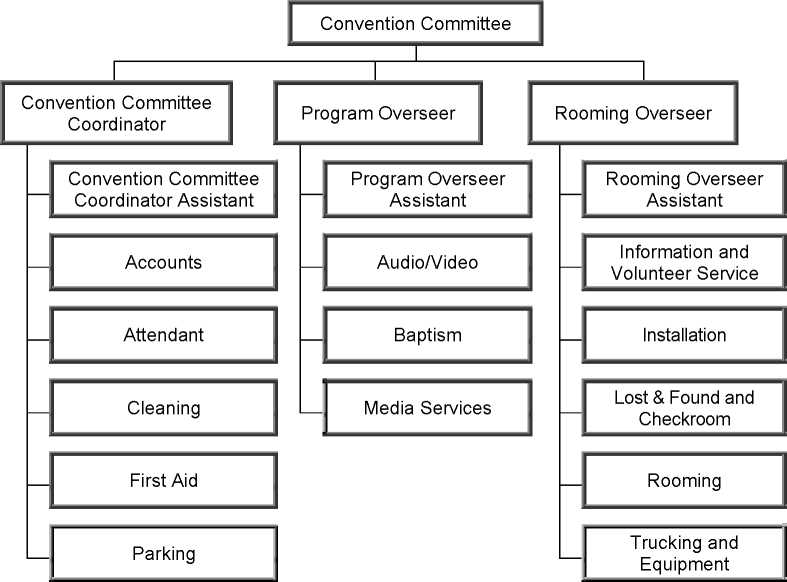 Convention Committee
Convention Committee
Coordinator
Program Overseer
Rooming Overseer
Convention Committee
Coordinator Assistant
Program Overseer
Assistant
Rooming Overseer
Assistant
Accounts
Audio/Video
Information and
Volunteer Service
Attendant
Baptism
Installation
Cleaning
Media Services
Lost & Found and
Checkroom
First Aid
Rooming
Parking
Trucking and
Equipment